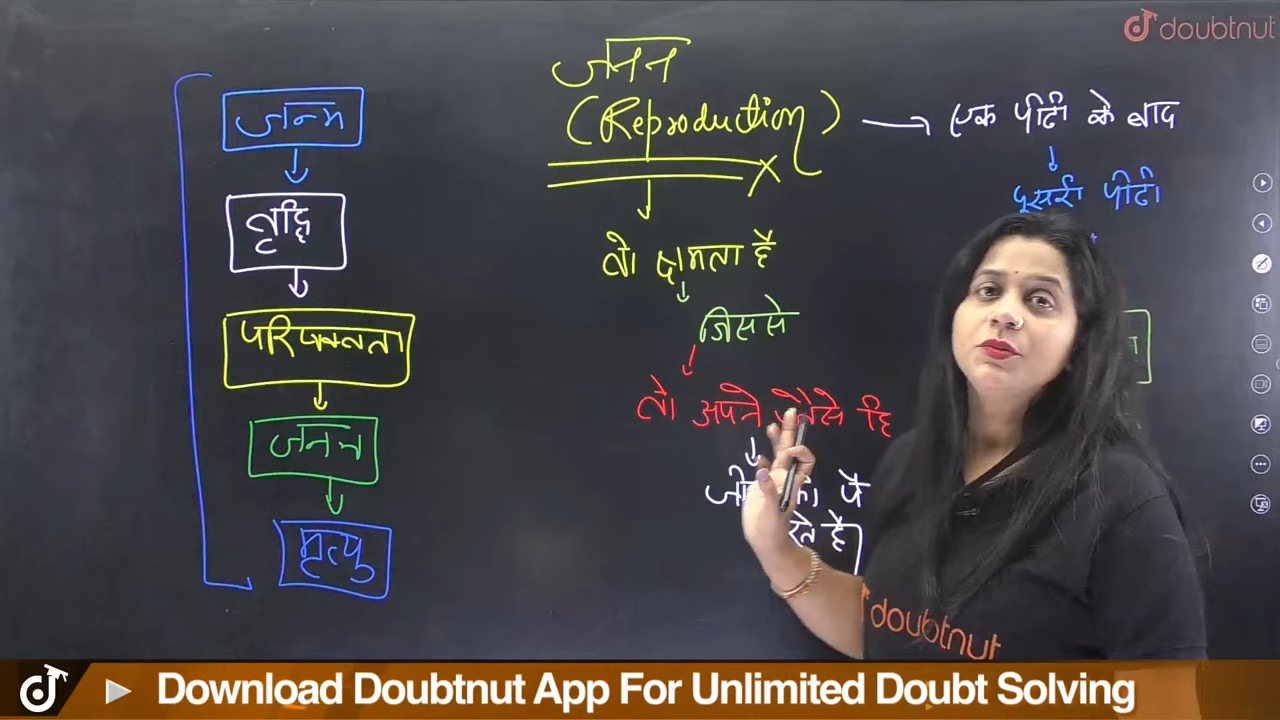 doubtnut
जनन
(Reproduction)
एक पीढी के बाद
दूसरी पीढी
जन्म
वृद्धि
परिपक्वता
जनन
मृत्यु
वो क्षमता है
जिससे
वो अपने जैसे हि
पै
है
doubtnut
Download Doubtnut App For Unlimited Doubt Solving